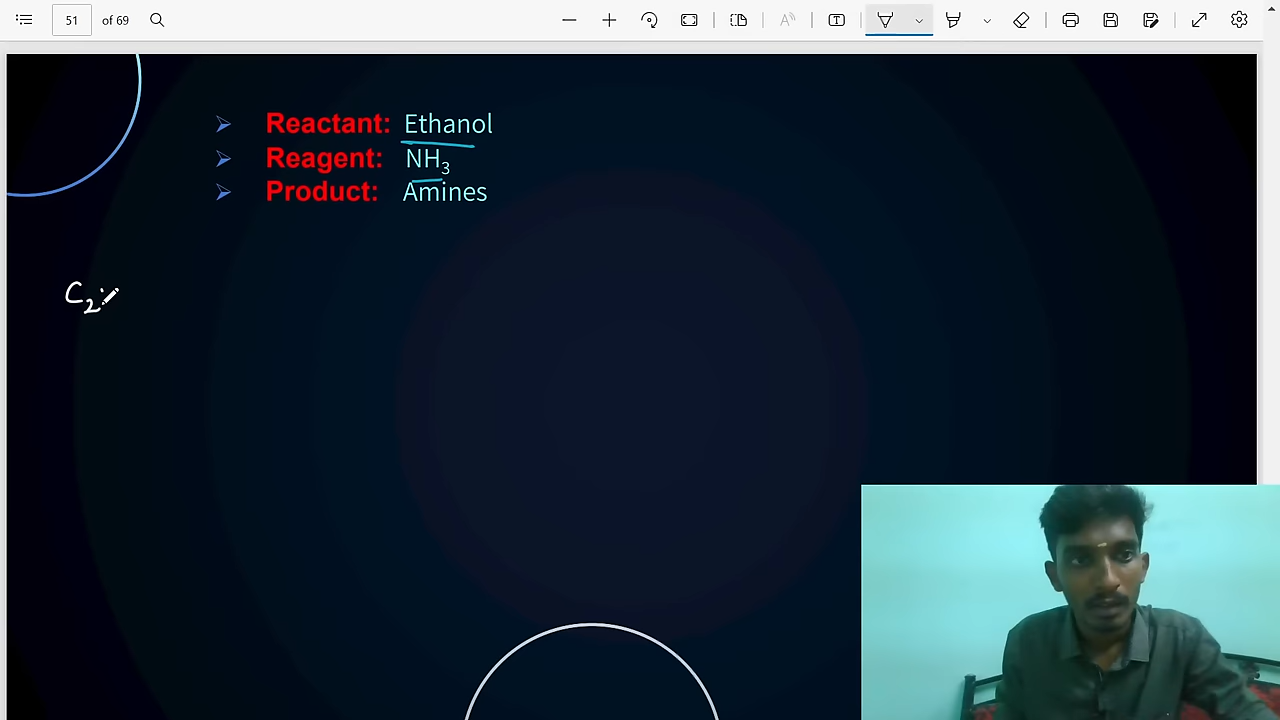 51 of 69
➢ Reactant: Ethanol
➢ Reagent: NH₃
➢ Product: Amines
C₂